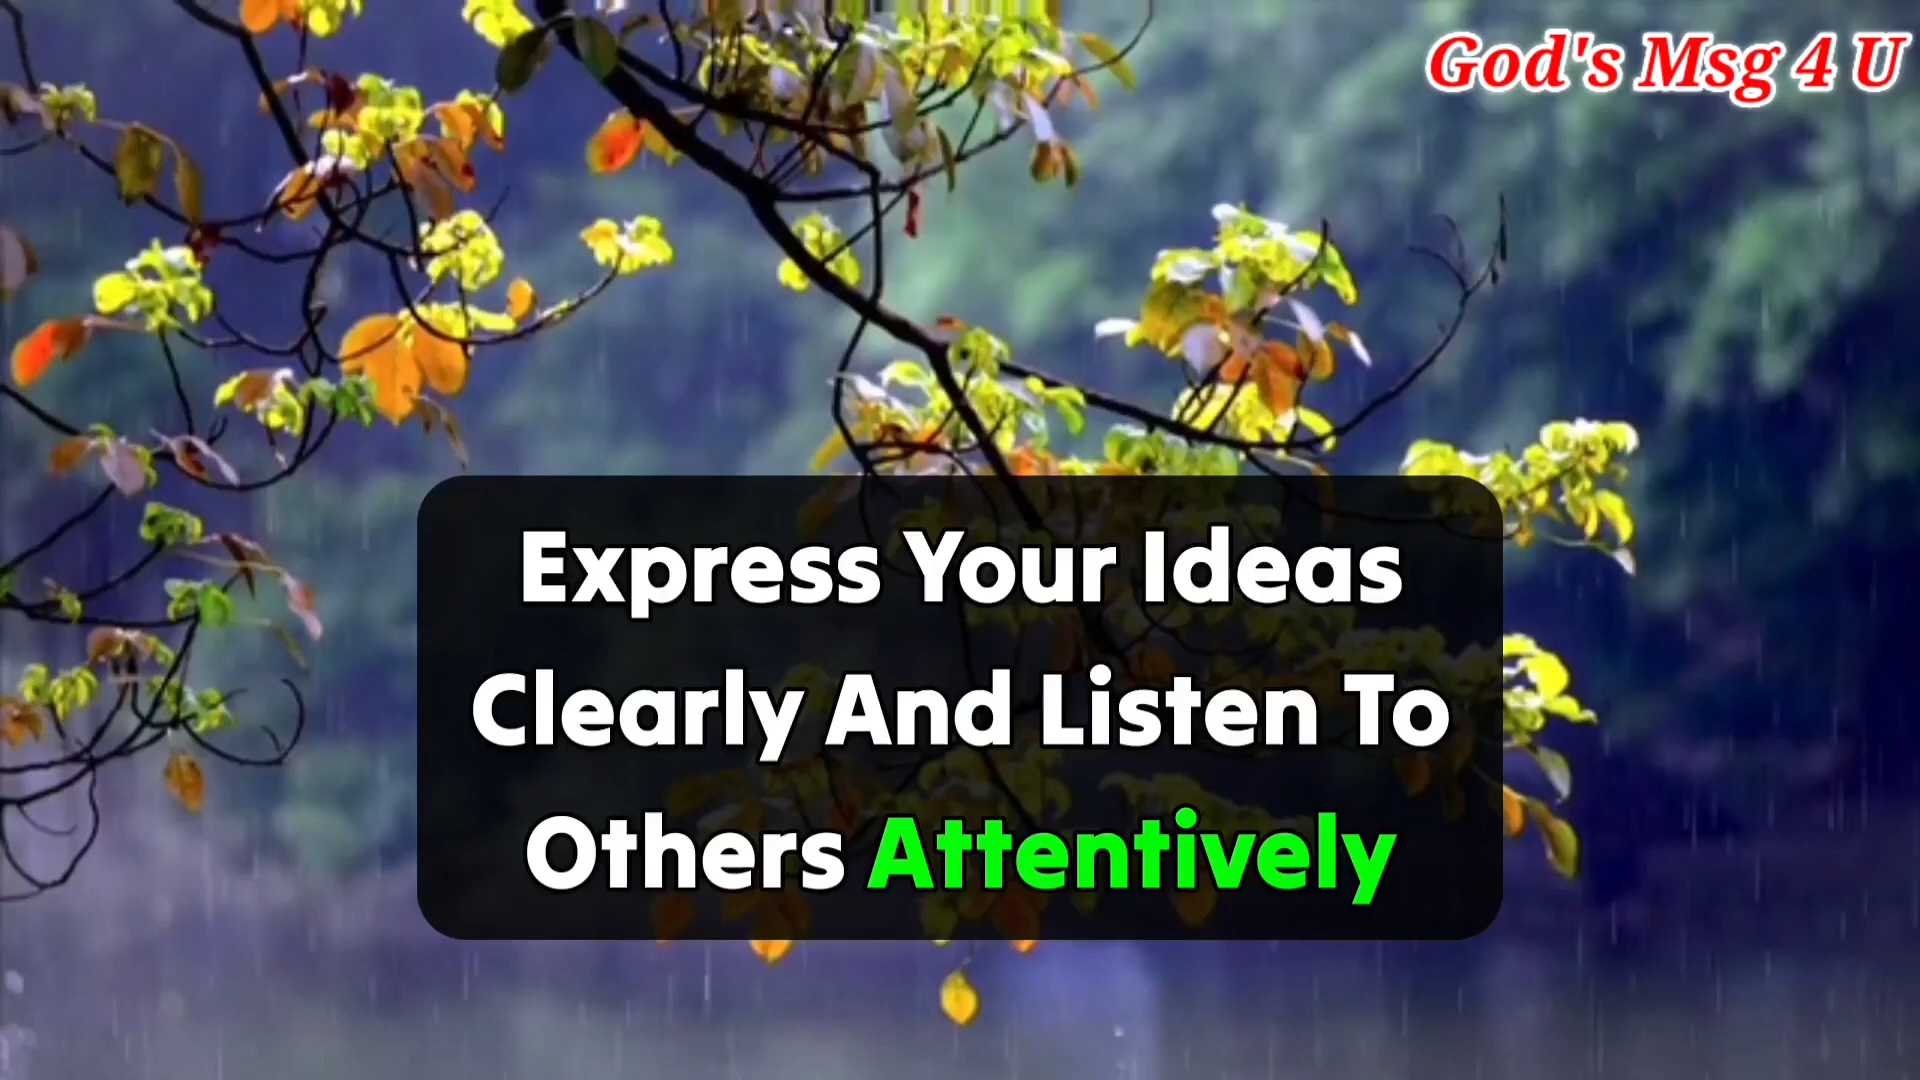 God's Msg 4 U
Express Your Ideas
Clearly And Listen To
Others Attentively